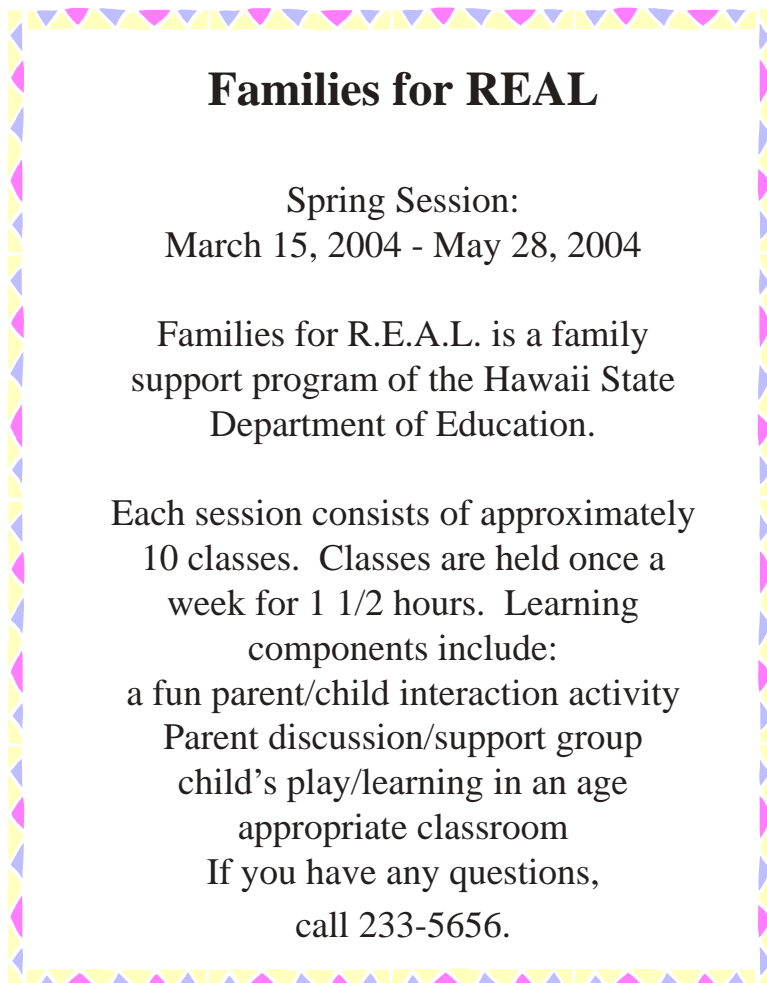 Families for REAL
Spring Session:
March 15, 2004 - May 28, 2004
Families for R.E.A.L. is a family
support program of the Hawaii State
Department of Education.
Each session consists of approximately
10 classes.  Classes are held once a
week for 1 1/2 hours.  Learning
components include:
a fun parent/child interaction activity
Parent discussion/support group
child’s play/learning in an age
appropriate classroom
If you have any questions,
call 233-5656.